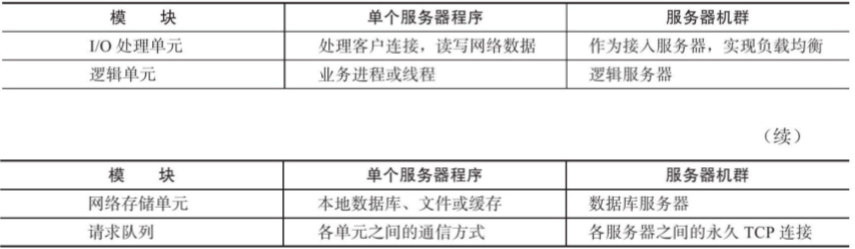 模 块 单个服务器程序 服务器机群
I/O 处理单元 处理客户连接，读写网络数据 作为接入服务器，实现负载均衡
逻辑单元 业务进程或线程 逻辑服务器
（续）
模 块 单个服务器程序 服务器机群
网络存储单元 本地数据库、文件或缓存 数据库服务器
请求队列 各单元之间的通信方式 各服务器之间的永久 TCP 连接